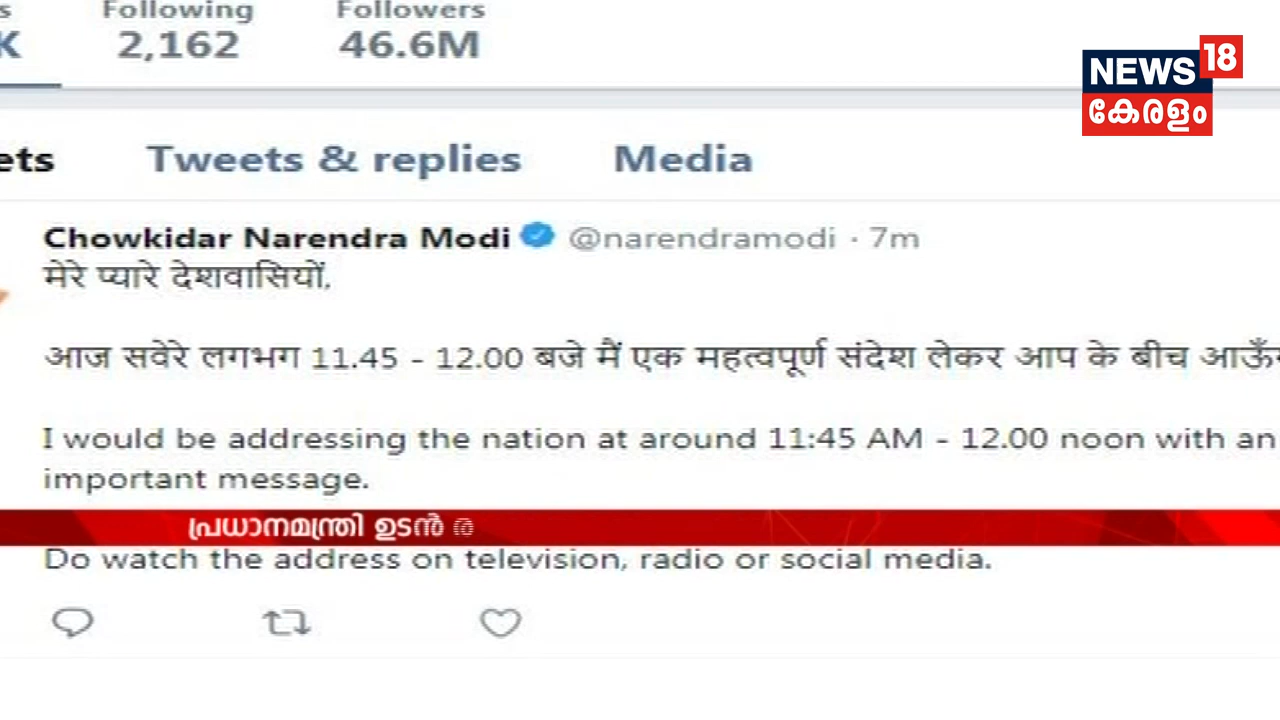 Following
Followers
K
2,162
46.6M
NEWS 18
കേരളം
ets
Tweets & replies
Media
Chowkidar Narendra Modi @narendramodi · 7m
मेरे प्यारे देशवासियों,
आज सवेरे लगभग 11.45 - 12.00 बजे मैं एक महत्वपूर्ण संदेश लेकर आप के बीच
I would be addressing the nation at around 11:45 AM - 12.00 noon with an
important message.
പ്രധാനമന്ത്രി ഉടൻ
Do watch the address on television, radio or social media.